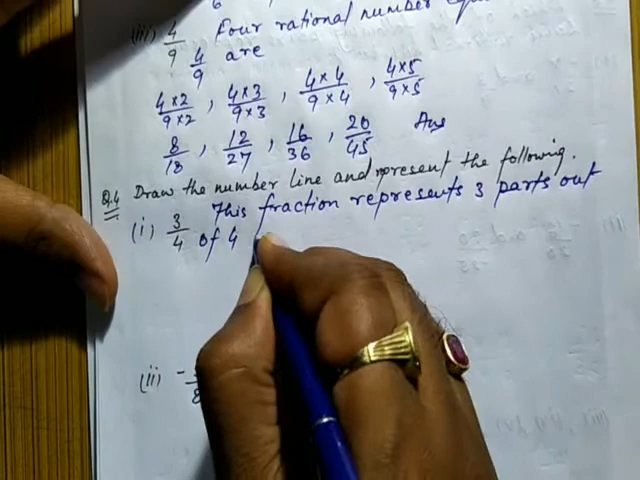 6
(iii) 4/9 Four rational number
4/9 are
4×2/9×2 , 4×3/9×3 , 4×4/9×4 , 4×5/9×5
8/18 , 12/27 , 16/36 , 20/45 Ans
Q.4 Draw the number line and represent the following.
(i) 3/4 This fraction represents 3 parts out
of 4
(ii) -